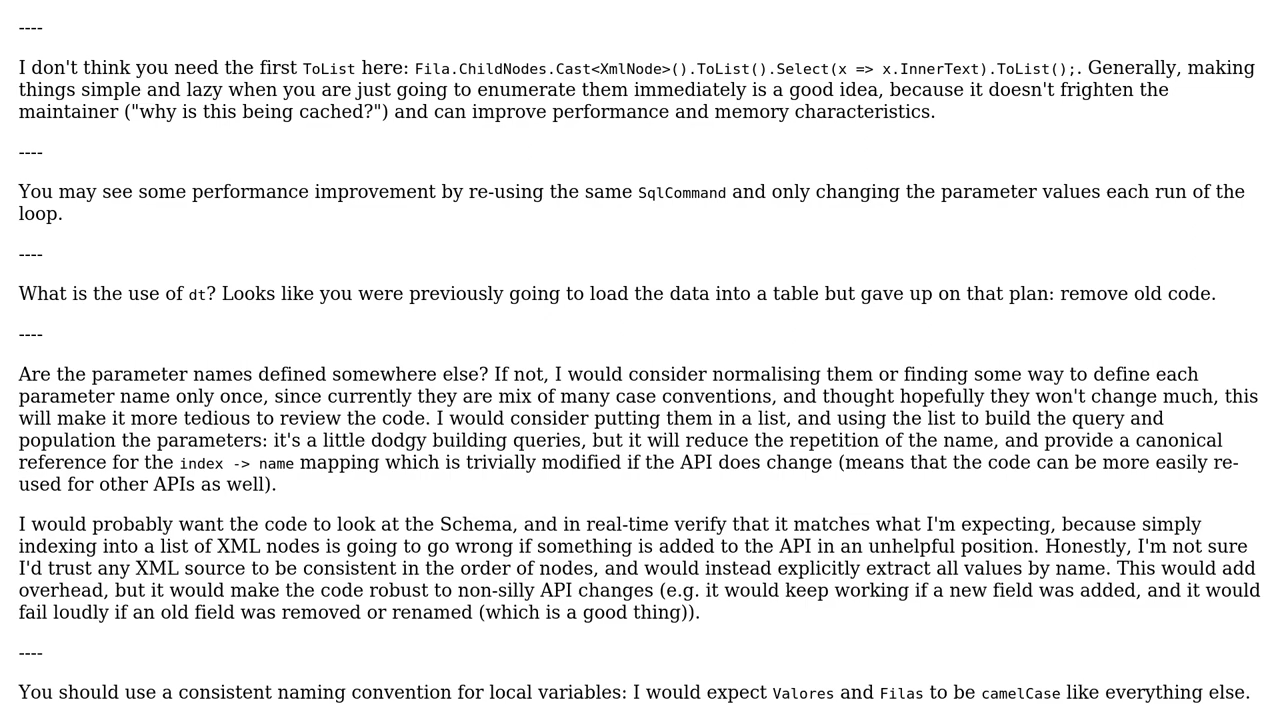 ----
I don't think you need the first ToList here: Fila.ChildNodes.Cast<XmlNode>().ToList().Select(x => x.InnerText).ToList();. Generally, making
things simple and lazy when you are just going to enumerate them immediately is a good idea, because it doesn't frighten the
maintainer ("why is this being cached?") and can improve performance and memory characteristics.
----
You may see some performance improvement by re-using the same SqlCommand and only changing the parameter values each run of the
loop.
----
What is the use of dt? Looks like you were previously going to load the data into a table but gave up on that plan: remove old code.
----
Are the parameter names defined somewhere else? If not, I would consider normalising them or finding some way to define each
parameter name only once, since currently they are mix of many case conventions, and thought hopefully they won't change much, this
will make it more tedious to review the code. I would consider putting them in a list, and using the list to build the query and
population the parameters: it's a little dodgy building queries, but it will reduce the repetition of the name, and provide a canonical
reference for the index -> name mapping which is trivially modified if the API does change (means that the code can be more easily re-
used for other APIs as well).
I would probably want the code to look at the Schema, and in real-time verify that it matches what I'm expecting, because simply
indexing into a list of XML nodes is going to go wrong if something is added to the API in an unhelpful position. Honestly, I'm not sure
I'd trust any XML source to be consistent in the order of nodes, and would instead explicitly extract all values by name. This would add
overhead, but it would make the code robust to non-silly API changes (e.g. it would keep working if a new field was added, and it would
fail loudly if an old field was removed or renamed (which is a good thing)).
----
You should use a consistent naming convention for local variables: I would expect Valores and Filas to be camelCase like everything else.